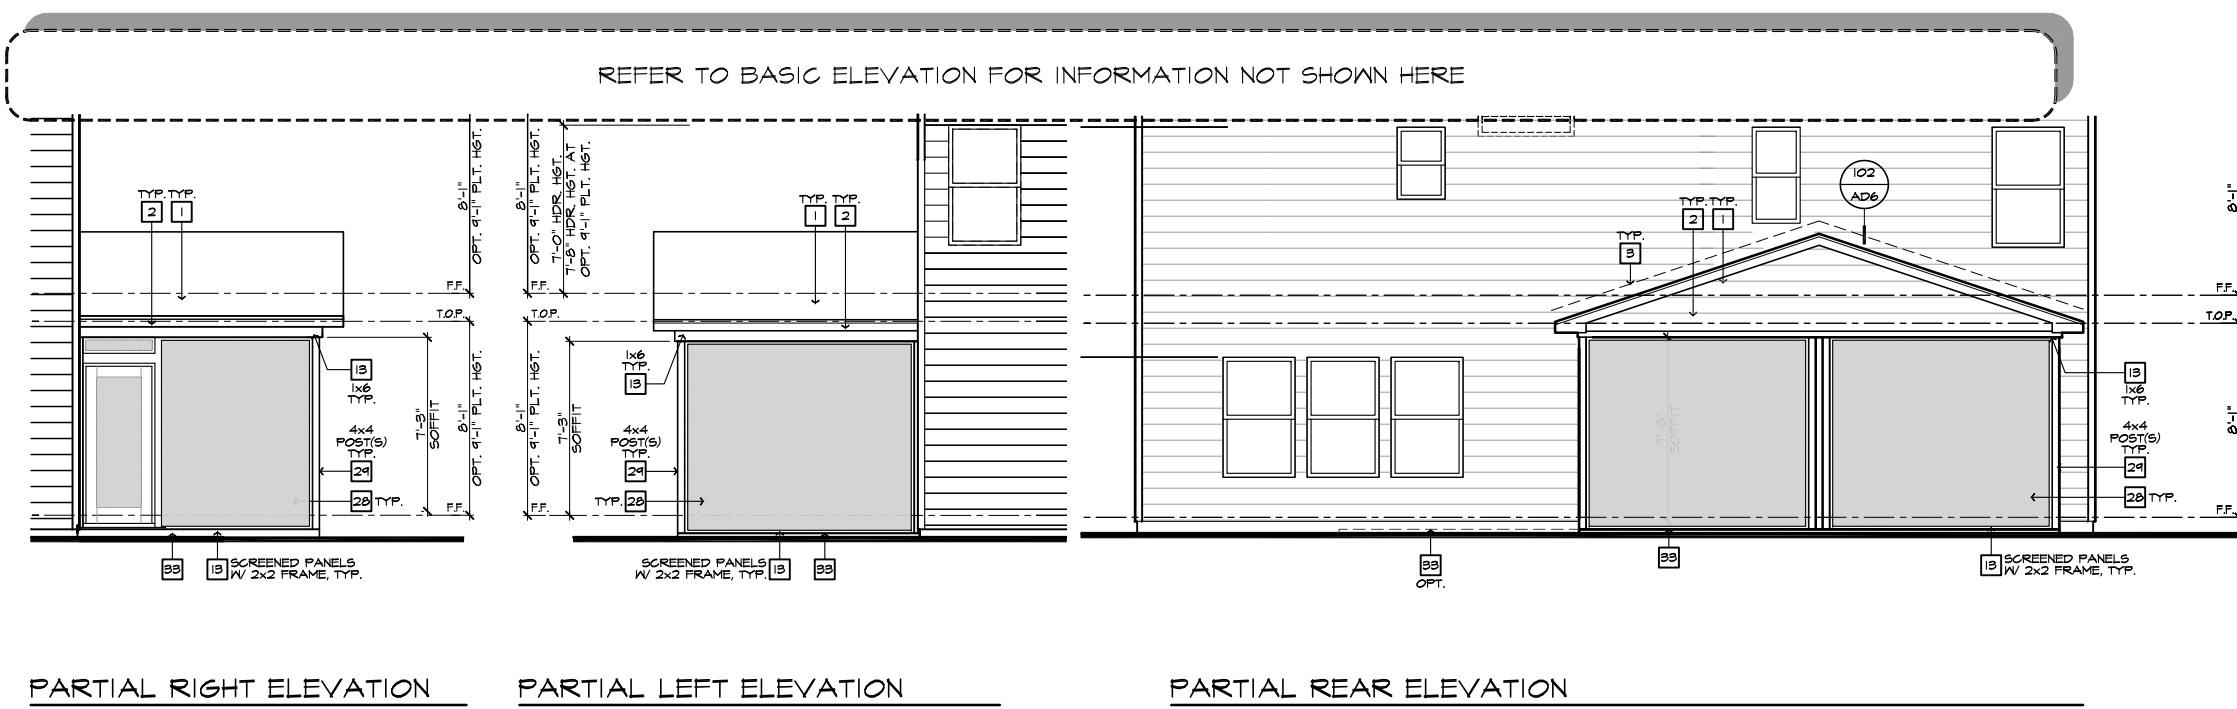 REFER TO BASIC ELEVATION FOR INFORMATION NOT SHOWN HERE
TYP. TYP.
2 1
8'-1"
OPT. 9'-1" PLT. HGT.
F.F.
T.O.P.
13
1x6
TYP.
4x4
POST(S)
TYP.
29
28 TYP.
7'-3"
SOFFIT
8'-1"
OPT. 9'-1" PLT. HGT.
F.F.
33
13 SCREENED PANELS
W/ 2x2 FRAME, TYP.
PARTIAL RIGHT ELEVATION
8'-1"
OPT. 9'-1" PLT. HGT.
7'-0" HDR. HGT.
7'-8" HDR. HGT. AT
OPT. 9'-1" PLT. HGT.
F.F.
T.O.P.
TYP. TYP.
1 2
1x6
13
4x4
POST(S)
TYP.
29
TYP. 28
8'-1"
OPT. 9'-1" PLT. HGT.
7'-3"
SOFFIT
F.F.
SCREENED PANELS
W/ 2x2 FRAME, TYP. 13
33
PARTIAL LEFT ELEVATION
102
AD6
TYP. TYP.
2 1
TYP.
3
8'-1"
F.F.
T.O.P.
13
1x6
TYP.
4x4
POST(S)
TYP.
29
28 TYP.
7'-8"
SOFFIT
8'-1"
F.F.
33
OPT.
33
13 SCREENED PANELS
W/ 2x2 FRAME, TYP.
PARTIAL REAR ELEVATION